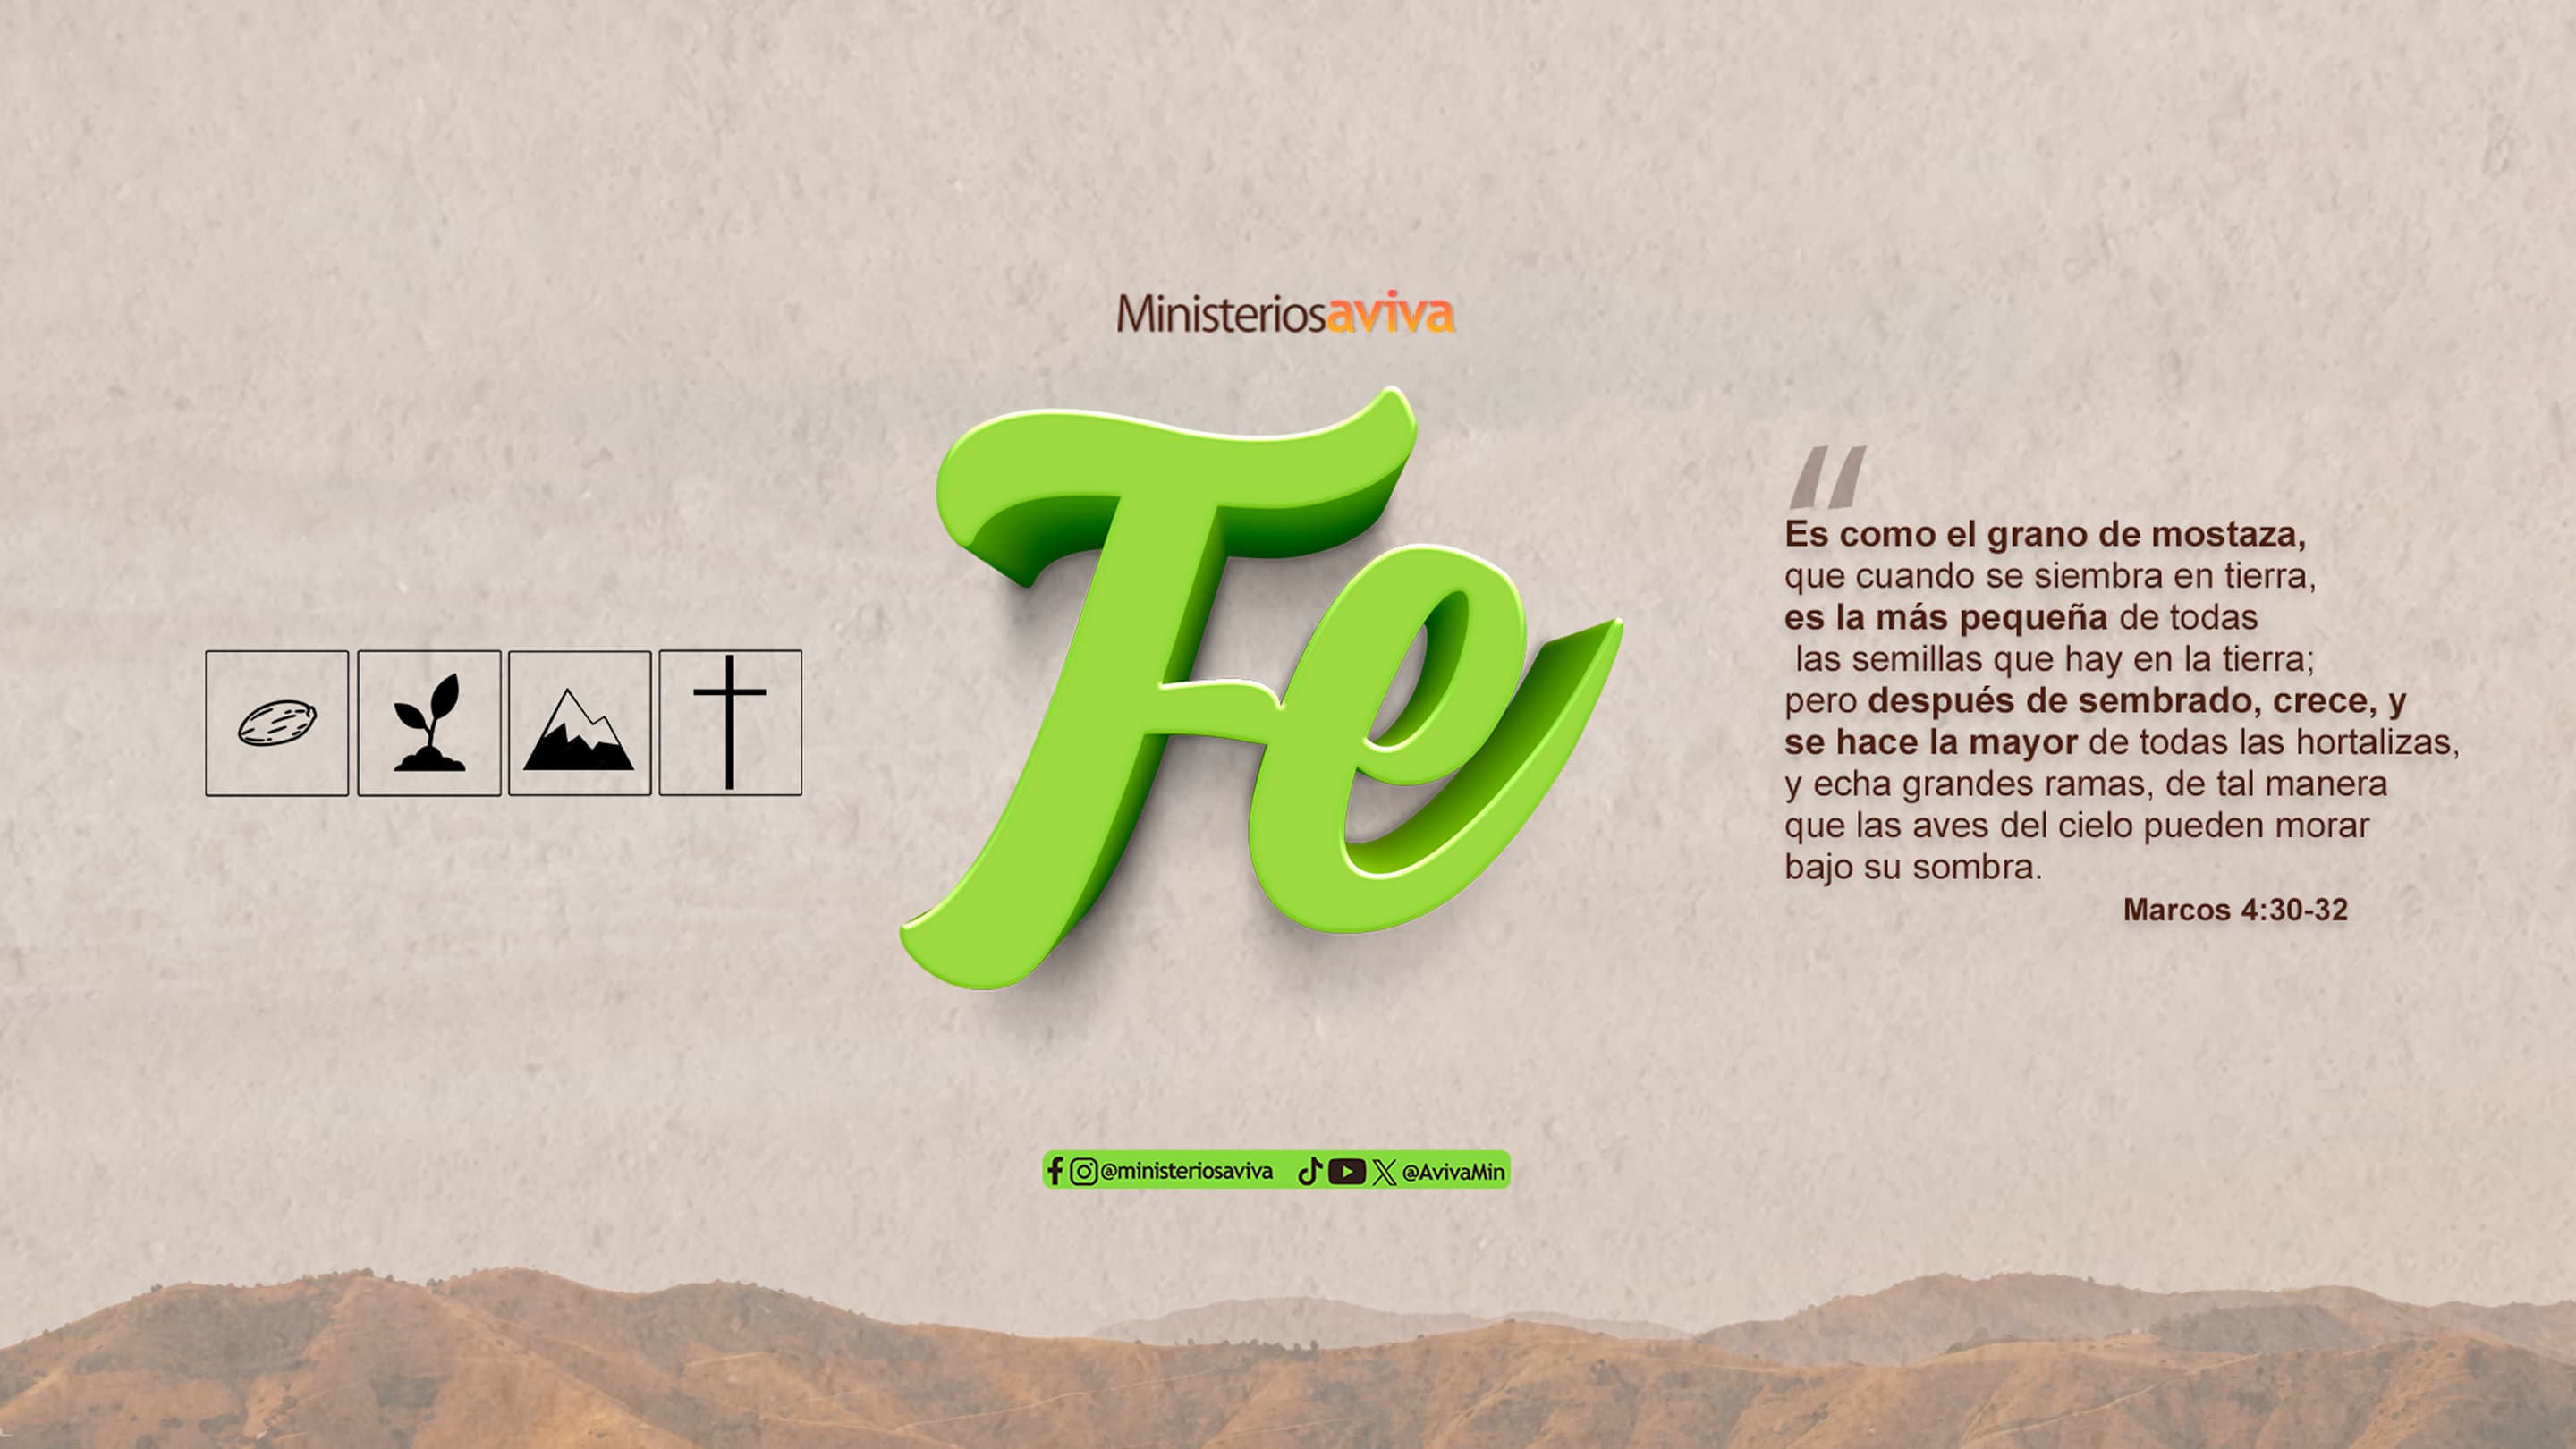 Ministeriosaviva
Fe
“
Es como el grano de mostaza,
que cuando se siembra en tierra,
es la más pequeña de todas
las semillas que hay en la tierra;
pero después de sembrado, crece, y
se hace la mayor de todas las hortalizas,
y echa grandes ramas, de tal manera
que las aves del cielo pueden morar
bajo su sombra.
Marcos 4:30-32
@ministeriosaviva @AvivaMin